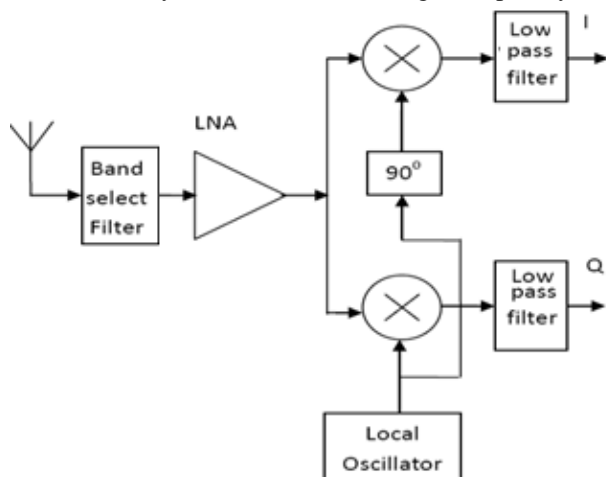 Low
pass
filter
I
LNA
Band
select
Filter
90°
Low
pass
filter
Q
Local
Oscillator